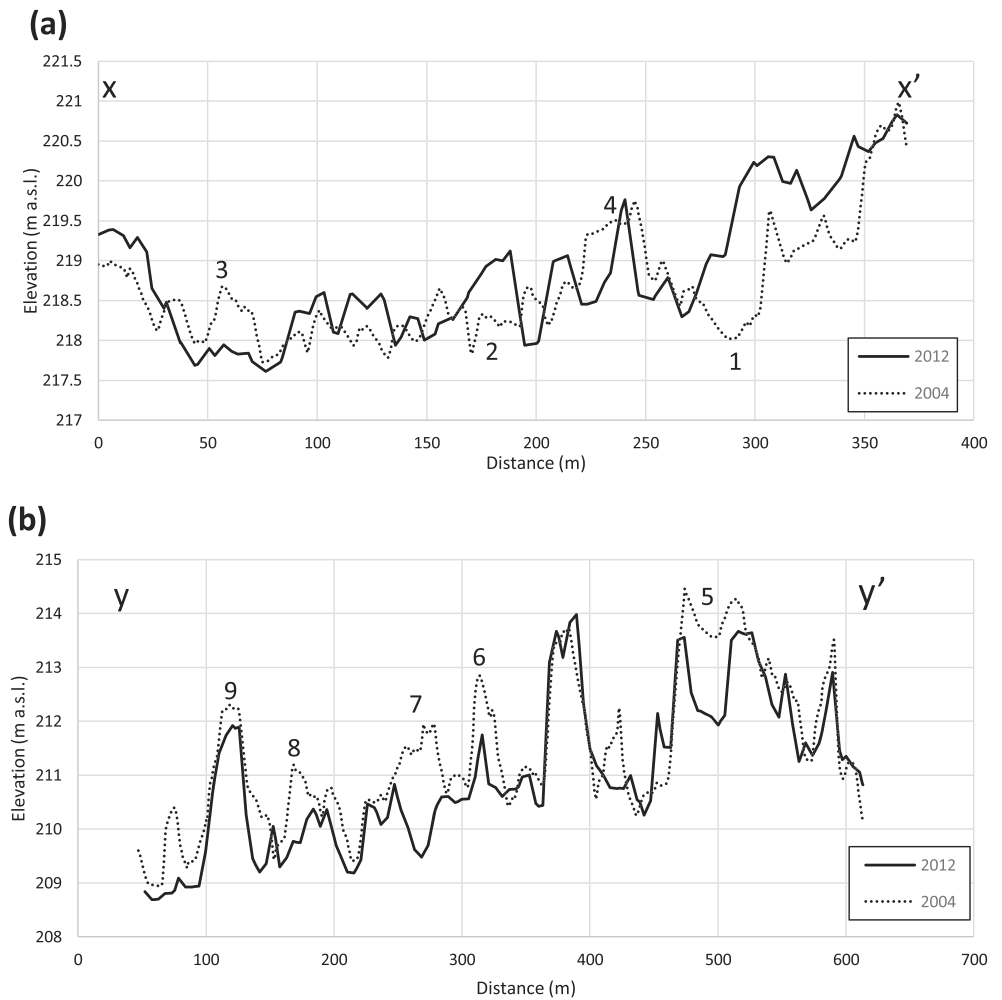 (a)
221.5
221
220.5
220
219.5
219
218.5
218
217.5
217
Elevation (m a.s.l.)
x
x’
3
4
2
1
2012
2004
0 50 100 150 200 250 300 350 400
Distance (m)
(b)
215
214
213
212
211
210
209
208
Elevation (m a.s.l.)
y
y’
5
6
9
7
8
2012
2004
0 100 200 300 400 500 600 700
Distance (m)